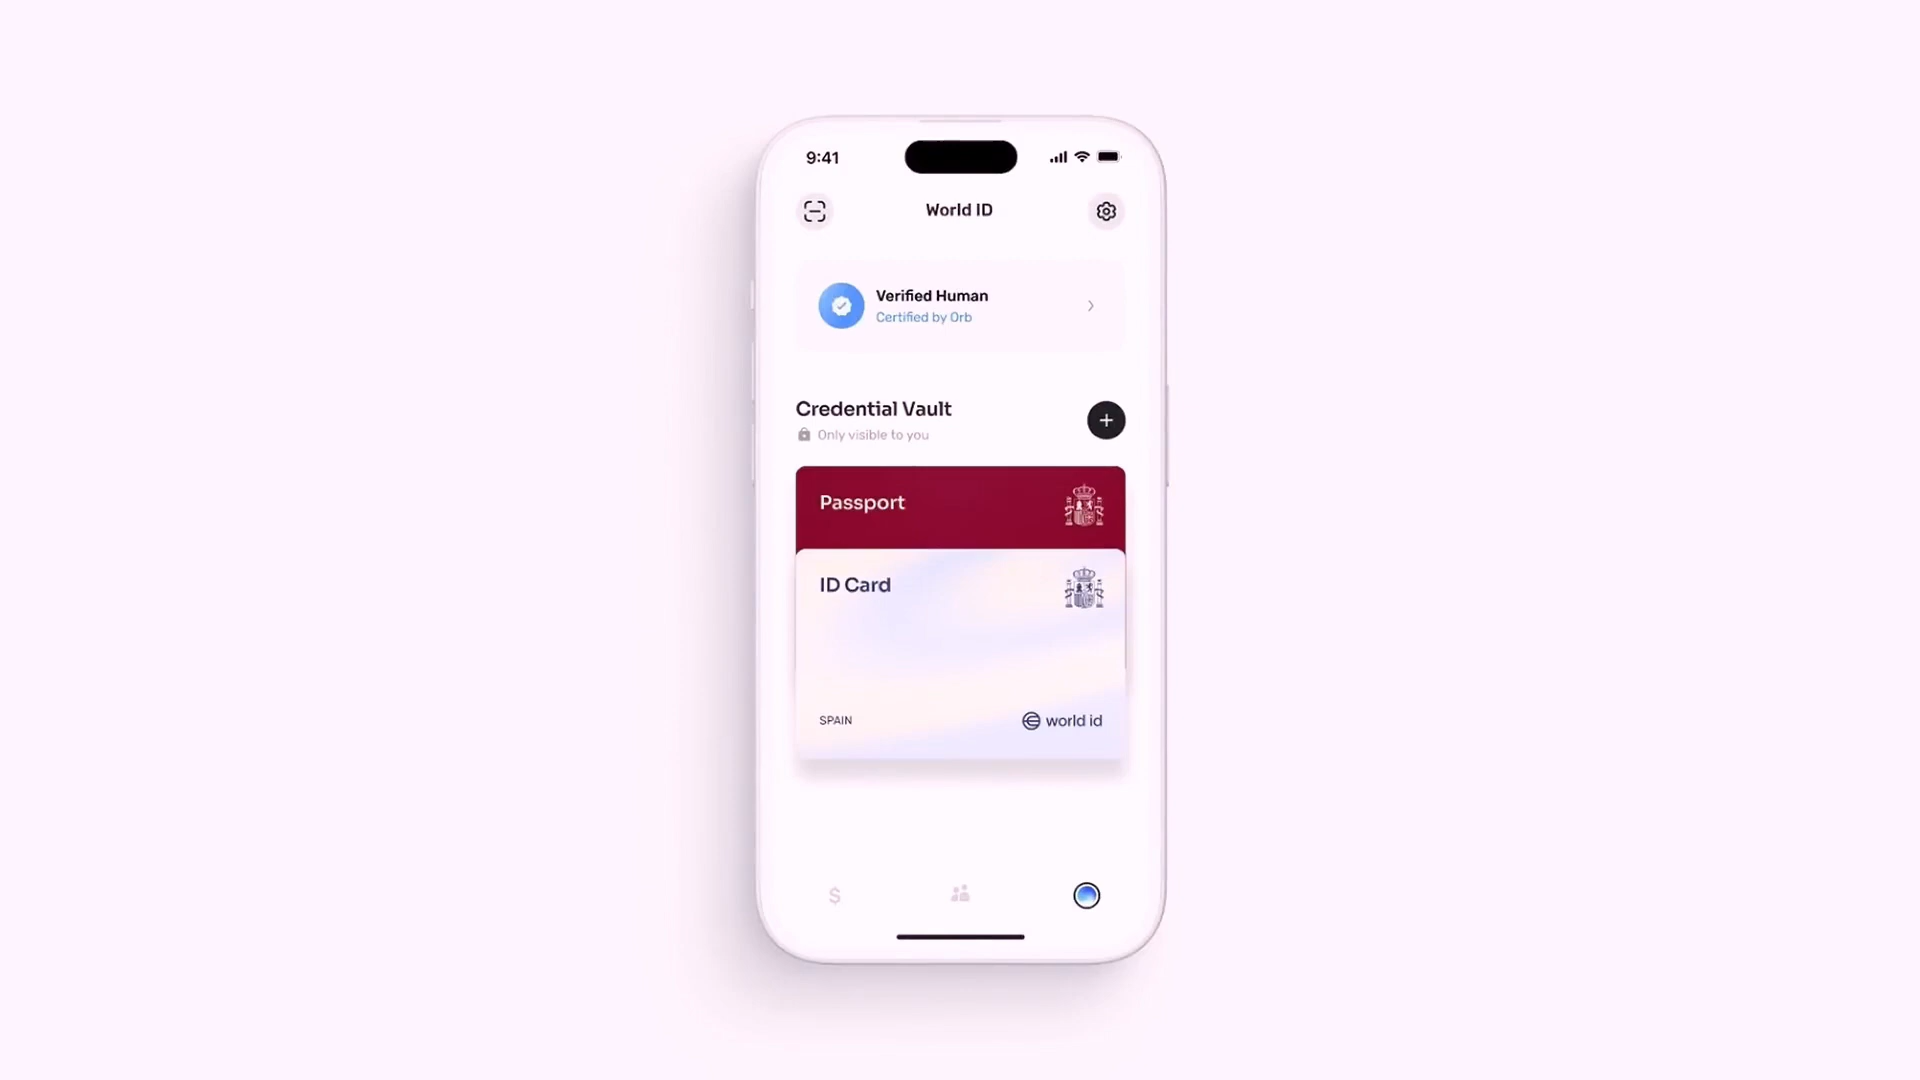 9:41
World ID
Verified Human
Certified by Orb
Credential Vault
Only visible to you
Passport
ID Card
SPAIN
world id
$